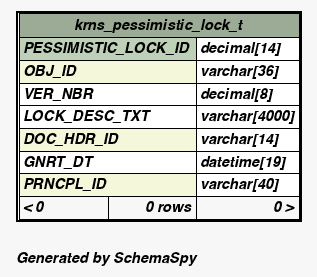 krns_pessimistic_lock_t
PESSIMISTIC_LOCK_ID decimal[14]
OBJ_ID varchar[36]
VER_NBR decimal[8]
LOCK_DESC_TXT varchar[4000]
DOC_HDR_ID varchar[14]
GNRT_DT datetime[19]
PRNCPL_ID varchar[40]
< 0 0 rows 0 >
Generated by SchemaSpy